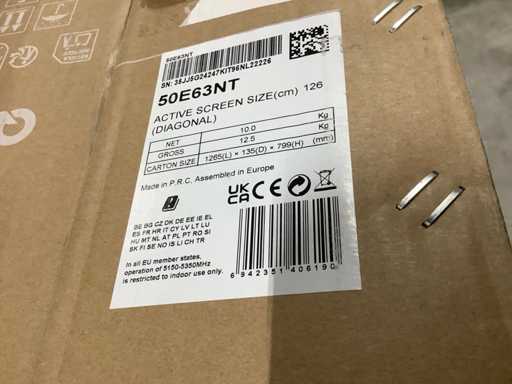 50E63NT
SN: 35JJ5G24247KIT96NL22226
50E63NT
ACTIVE SCREEN SIZE(cm) 126
(DIAGONAL)
NET 10.0 Kg
GROSS 12.5 Kg
CARTON SIZE 1265(L) × 135(D) × 799(H) (mm)
Made in P.R.C, Assembled in Europe
UK
CA CE
BE BG CZ DK DE EE IE EL
ES FR HR IT CY LV LT LU
HU MT NL AT PL PT RO SI
SK FI SE NO IS LI CH TR
In all EU member states,
operation of 5150-5350MHz
is restricted to indoor use only.
6 942351 406190